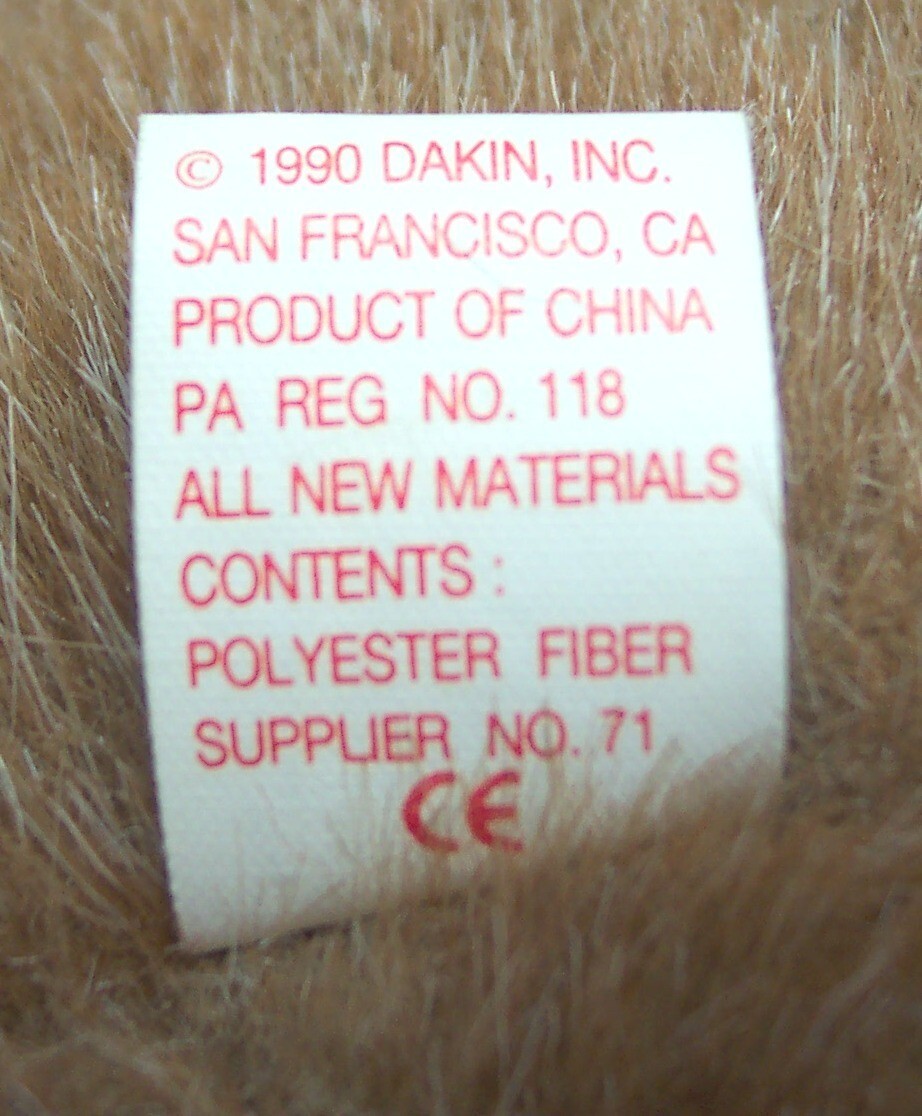 © 1990 DAKIN, INC.
SAN FRANCISCO, CA
PRODUCT OF CHINA
PA REG NO. 118
ALL NEW MATERIALS
CONTENTS :
POLYESTER FIBER
SUPPLIER NO. 71
CE